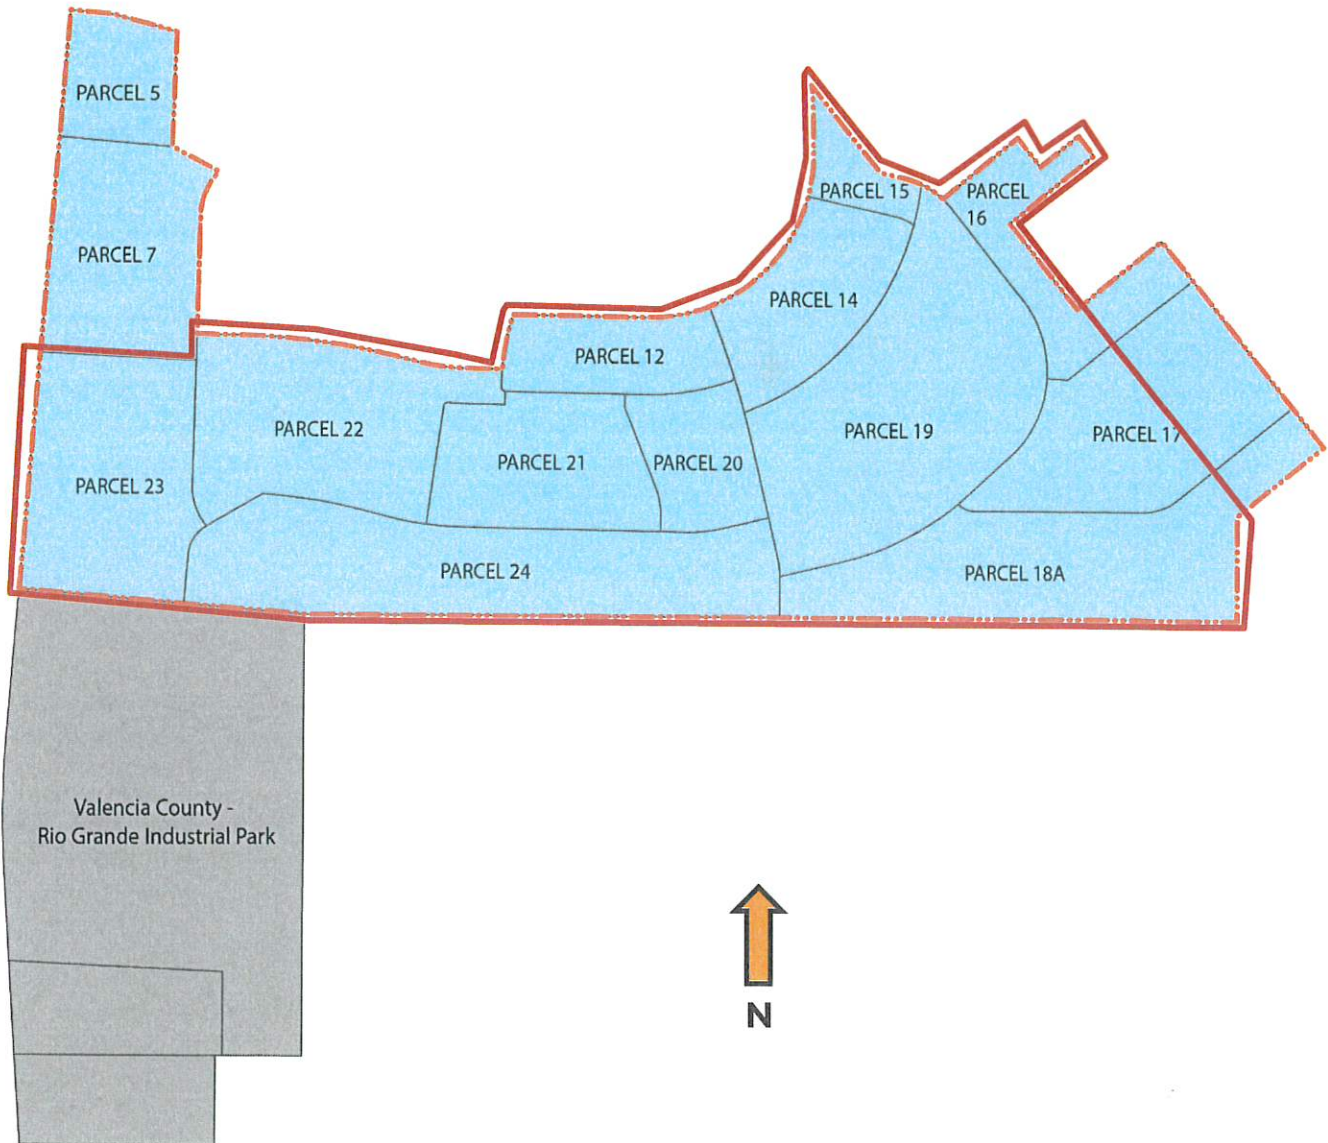 PARCEL 5
PARCEL 7
PARCEL 15
PARCEL
16
PARCEL 14
PARCEL 12
PARCEL 22
PARCEL 19
PARCEL 17
PARCEL 21
PARCEL 20
PARCEL 23
PARCEL 24
PARCEL 18A
Valencia County -
Rio Grande Industrial Park
N